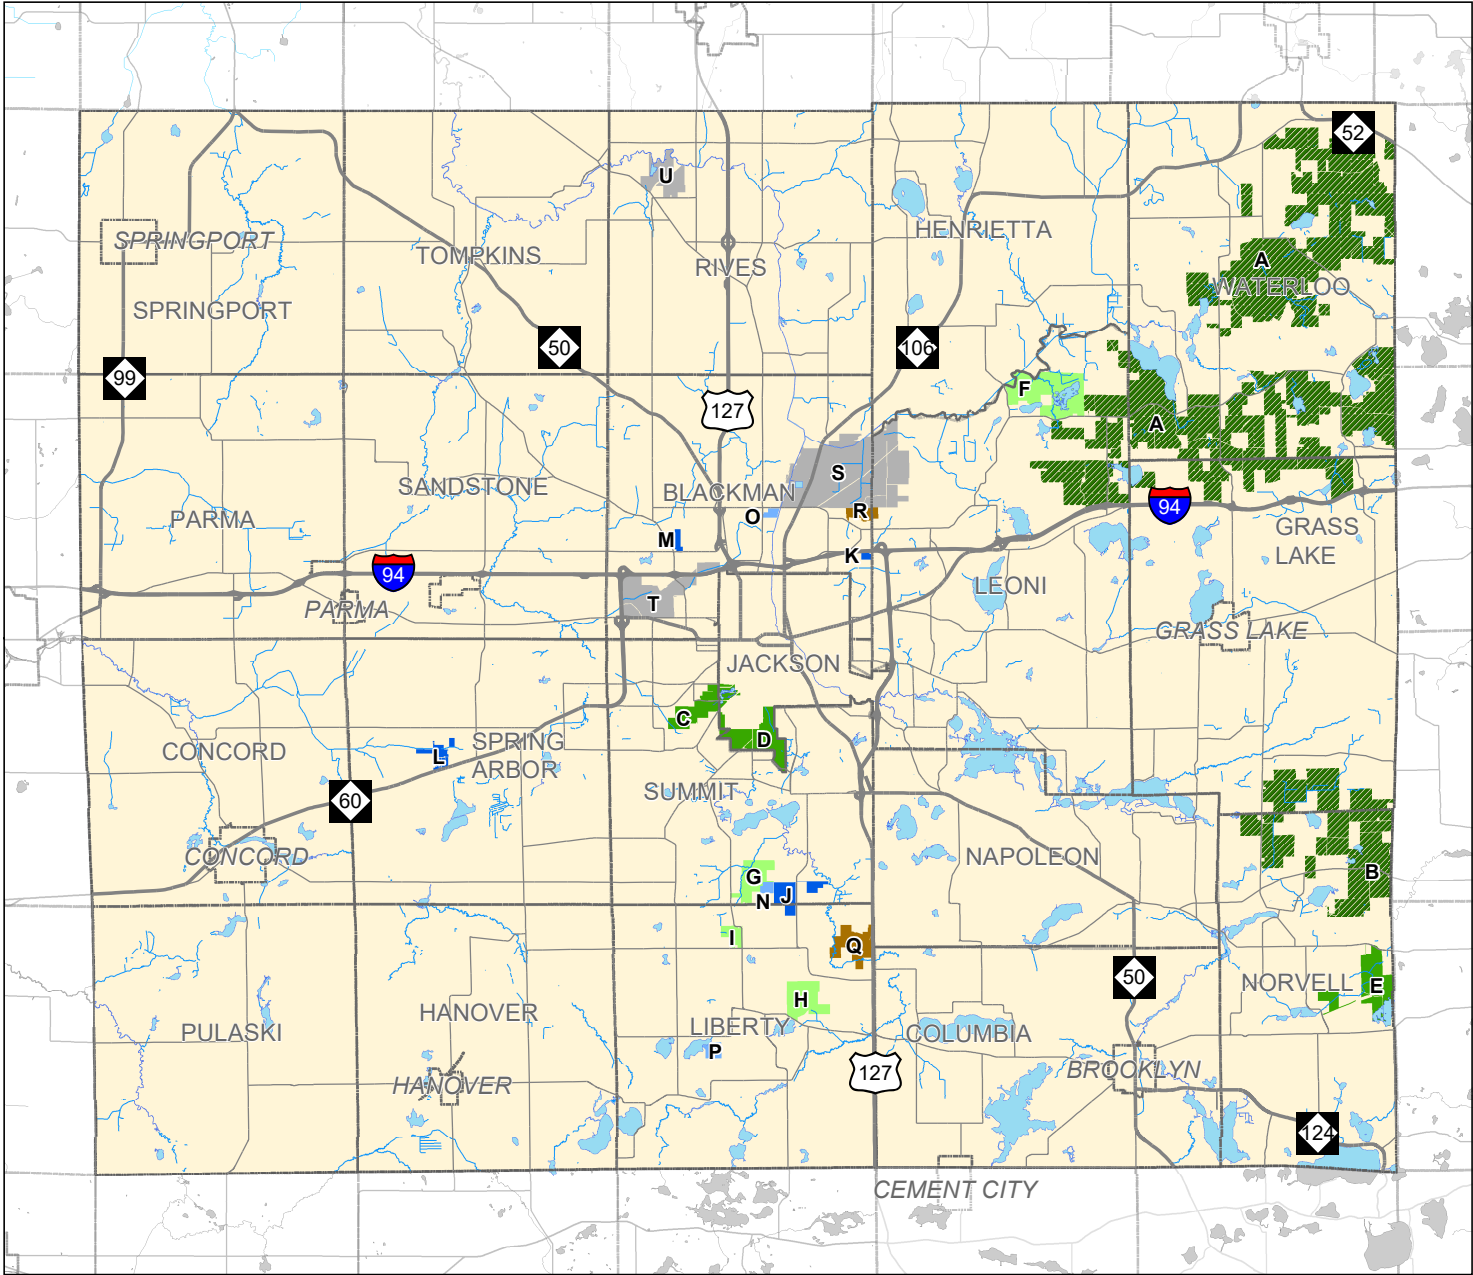 52
U
HENRIETTA
SPRINGPORT
TOMPKINS
RIVES
A
WATERLOO
SPRINGPORT
50
106
99
F
127
A
S
SANDSTONE
BLACKMAN
PARMA
O
R
94
GRASS
LAKE
M
K
94
LEONI
T
PARMA
GRASS LAKE
JACKSON
C
D
CONCORD
L
SPRING
ARBOR
SUMMIT
60
CONCORD
NAPOLEON
G
B
N
J
I
Q
50
NORVELL
E
H
HANOVER
LIBERTY
COLUMBIA
PULASKI
P
127
BROOKLYN
HANOVER
124
CEMENT CITY